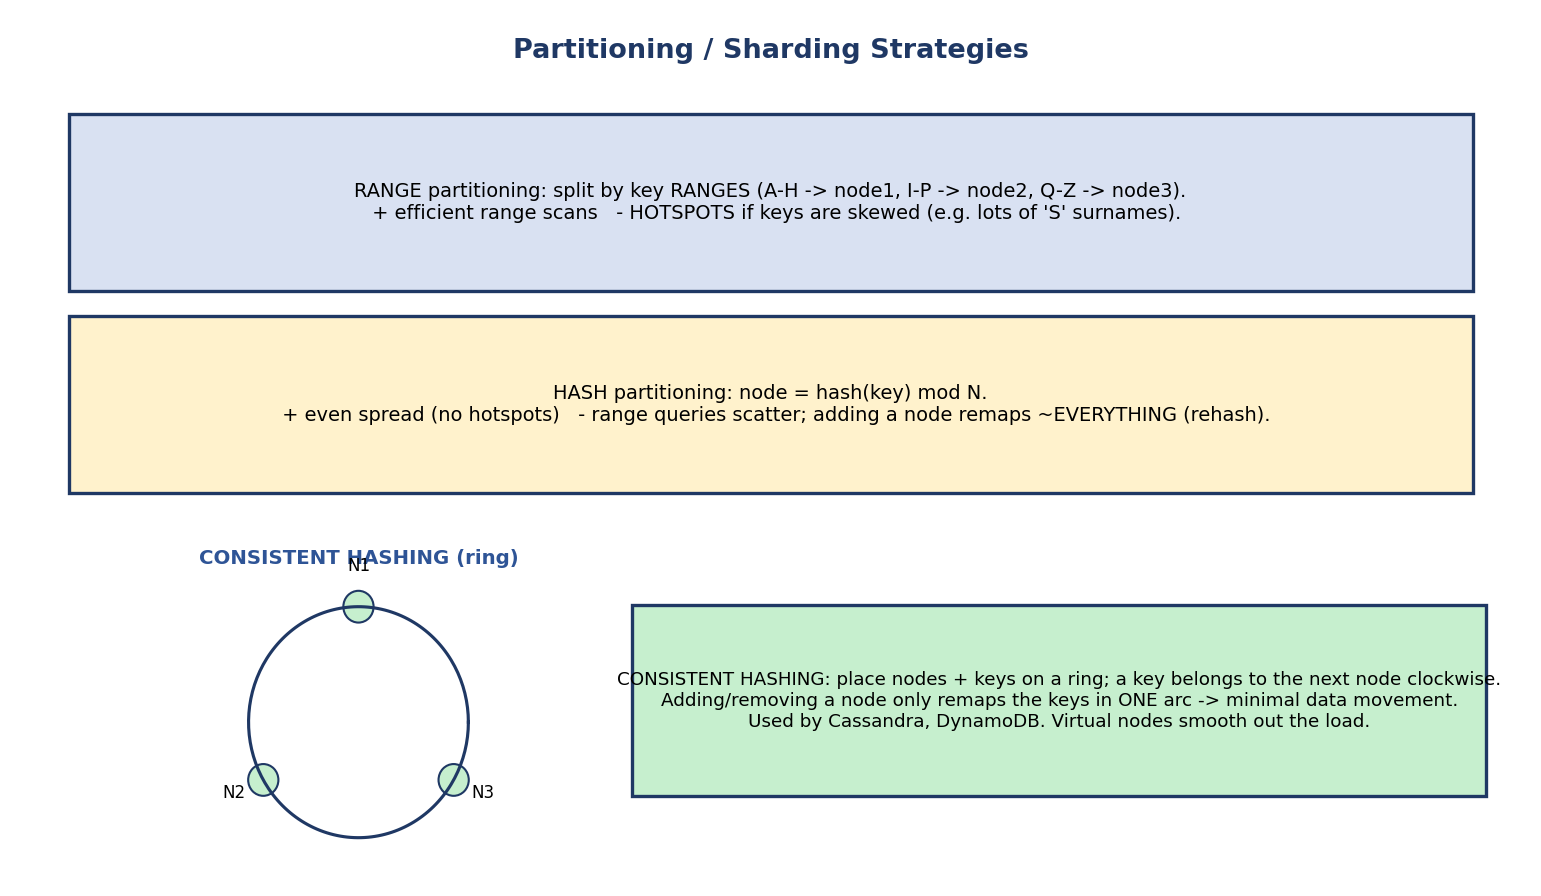 Partitioning / Sharding Strategies
RANGE partitioning: split by key RANGES (A-H -> node1, I-P -> node2, Q-Z -> node3).
+ efficient range scans   - HOTSPOTS if keys are skewed (e.g. lots of 'S' surnames).
HASH partitioning: node = hash(key) mod N.
+ even spread (no hotspots)   - range queries scatter; adding a node remaps ~EVERYTHING (rehash).
CONSISTENT HASHING (ring)
N1
N2
N3
CONSISTENT HASHING: place nodes + keys on a ring; a key belongs to the next node clockwise.
Adding/removing a node only remaps the keys in ONE arc -> minimal data movement.
Used by Cassandra, DynamoDB. Virtual nodes smooth out the load.